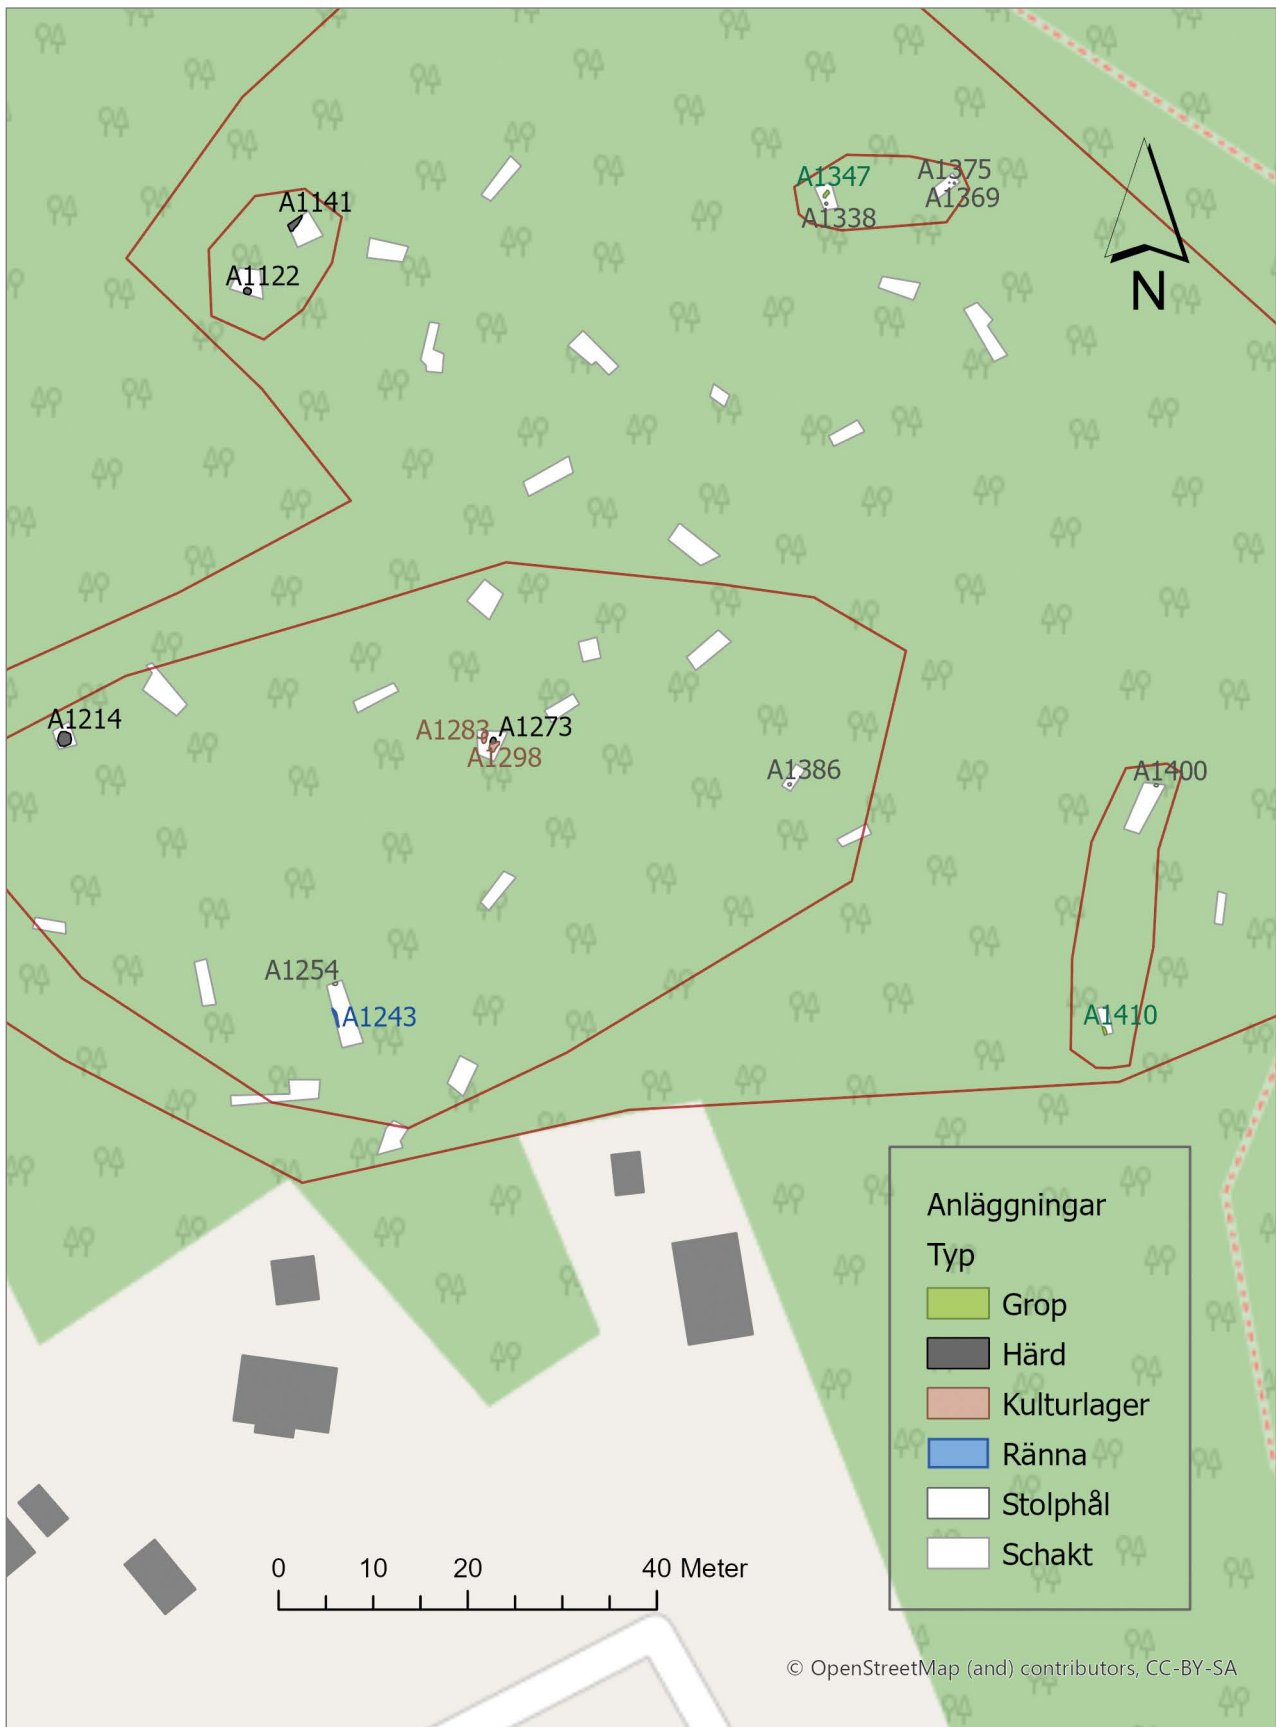 A1375
A1347
A1369
A1141
A1338
A1122
N
A1214
A1283
A1273
A1298
A1386
A1400
A1254
A1243
A1410
Anläggningar
Typ
Grop
Härd
Kulturlager
Ränna
Stolphål
Schakt
0 10 20 40 Meter
© OpenStreetMap (and) contributors, CC-BY-SA